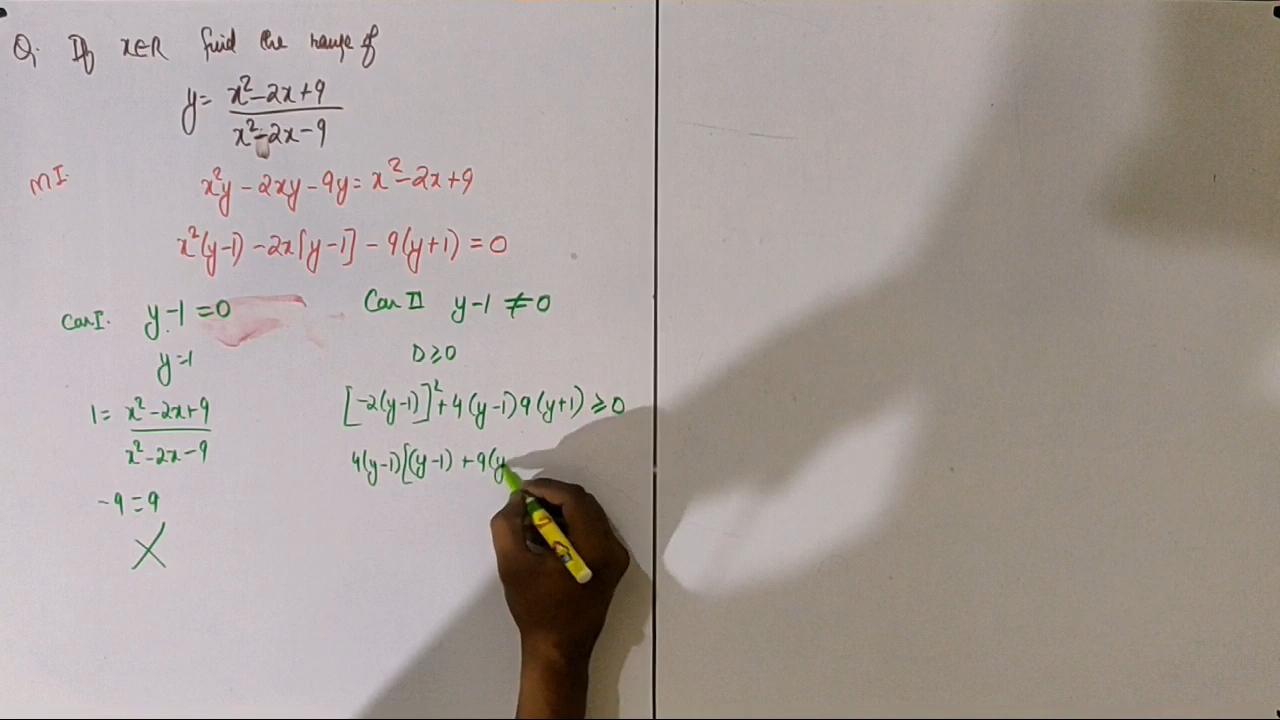 Q. If x∈R find the range of
y = x²-2x+9 / x²-2x-9
M I.
x²y - 2xy - 9y = x² - 2x + 9
x²(y-1) - 2x[y-1] - 9(y+1) = 0
Case I. y-1 = 0
y=1
1 = x²-2x+9 / x²-2x-9
-9 = 9
X
Case II y-1 ≠ 0
D ≥ 0
[-2(y-1)]² + 4(y-1)9(y+1) ≥ 0
4(y-1)[(y-1) + 9(y